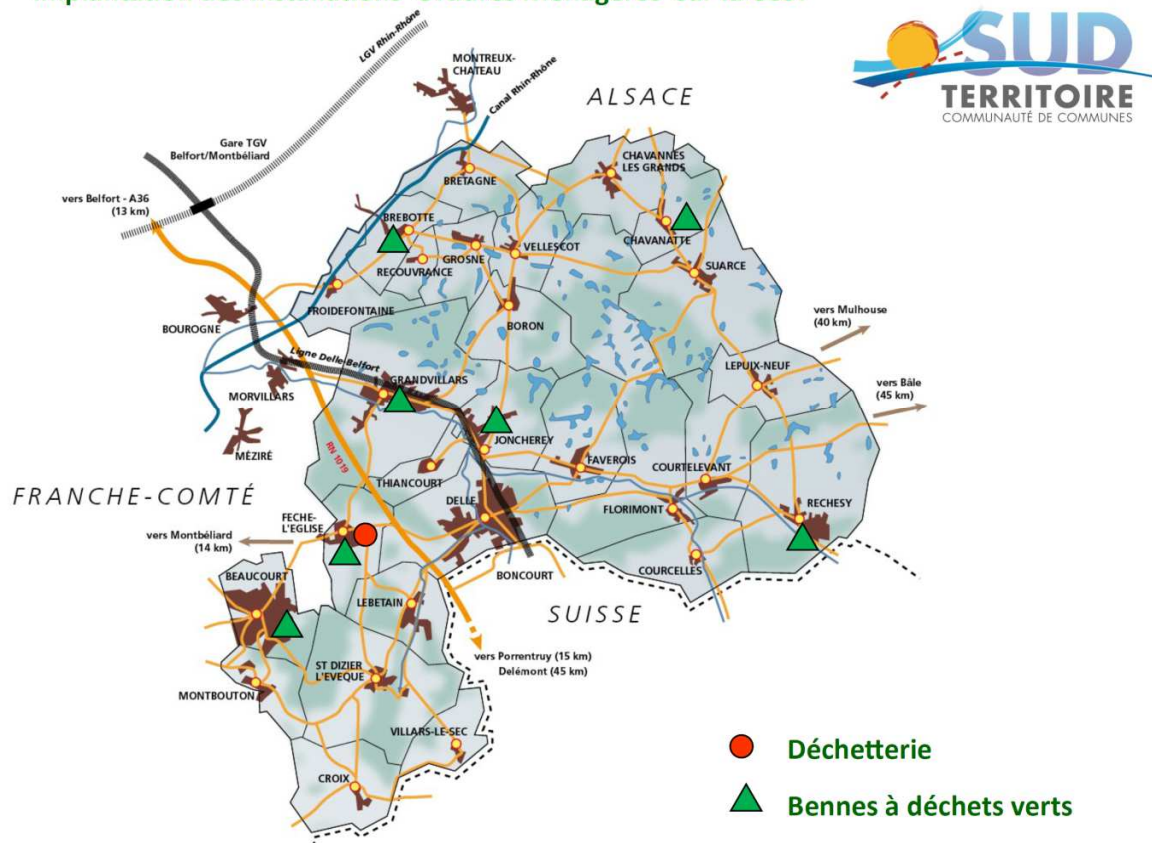 LGV Rhin-Rhône
MONTREUX-
CHATEAU
Canal Rhin-Rhône
ALSACE
SUD
TERRITOIRE
COMMUNAUTÉ DE COMMUNES
Gare TGV
Belfort/Montbéliard
vers Belfort - A36
(13 km)
BRETAGNE
CHAVANNES
LES GRANDS
BREBOTTE
GROSNE
VELLESCOT
CHAVANATTE
RECOUVRANCE
SUARCE
FROIDEFONTAINE
BORON
BOUROGNE
vers Mulhouse
(40 km)
Ligne Delle-Belfort
GRANDVILLARS
LEPUIX-NEUF
vers Bâle
(45 km)
MORVILLARS
MÉZIRÉ
RN 1019
JONCHEREY
THIANCOURT
FAVEROIS
COURTELEVANT
FRANCHE-COMTÉ
DELLE
FLORIMONT
RECHESY
FECHE-
L'EGLISE
vers Montbéliard
(14 km)
BEAUCOURT
BONCOURT
COURCELLES
LEBETAIN
SUISSE
vers Porrentruy (15 km)
Delémont (45 km)
ST DIZIER
L'EVEQUE
MONTBOUTON
VILLARS-LE-SEC
CROIX
Déchetterie
Bennes à déchets verts